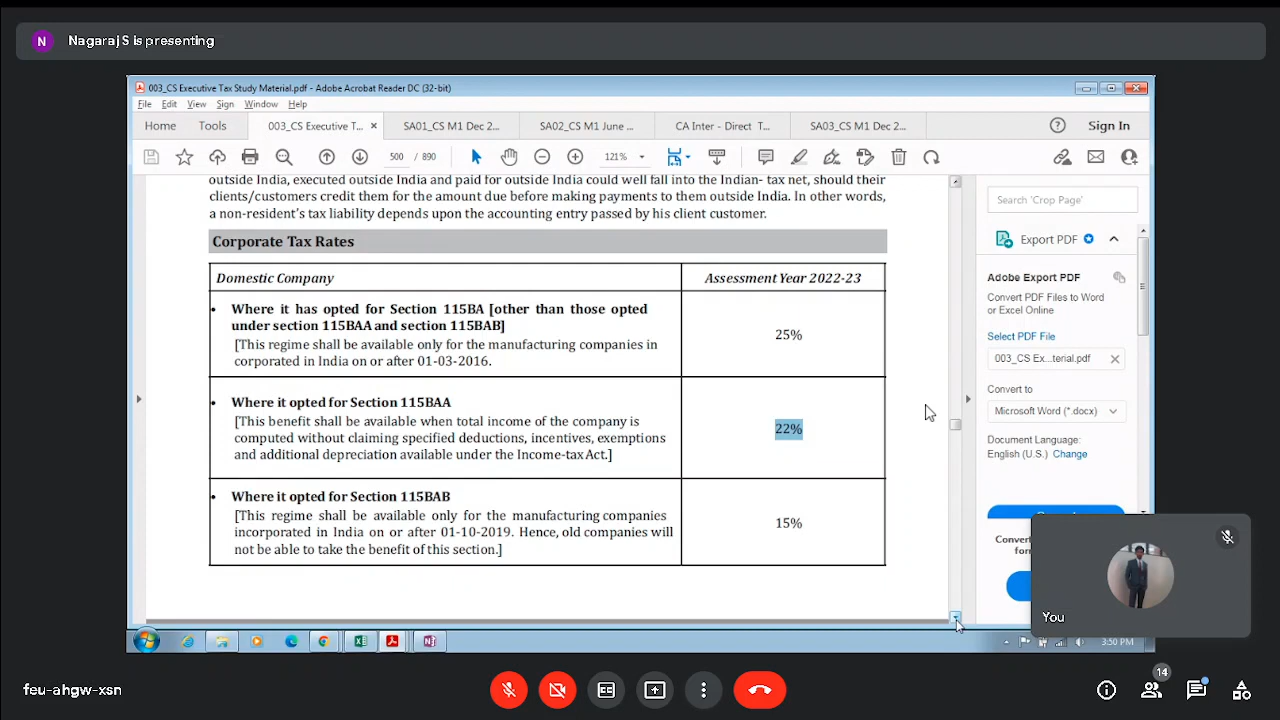 N
Nagaraj S is presenting
003_CS Executive Tax Study Material.pdf - Adobe Acrobat Reader DC (32-bit)
File Edit View Sign Window Help
Home Tools 003_CS Executive T... × SA01_CS M1 Dec 2... SA02_CS M1 June ... CA Inter - Direct T... SA03_CS M1 Dec 2... Sign In
500 / 890 121%
outside India, executed outside India and paid for outside India could well fall into the Indian- tax net, should their
clients/customers credit them for the amount due before making payments to them outside India. In other words,
a non-resident's tax liability depends upon the accounting entry passed by his client customer.
Corporate Tax Rates
Domestic Company Assessment Year 2022-23
• Where it has opted for Section 115BA [other than those opted
under section 115BAA and section 115BAB]
[This regime shall be available only for the manufacturing companies in
corporated in India on or after 01-03-2016.
25%
• Where it opted for Section 115BAA
[This benefit shall be available when total income of the company is
computed without claiming specified deductions, incentives, exemptions
and additional depreciation available under the Income-tax Act.]
22%
• Where it opted for Section 115BAB
[This regime shall be available only for the manufacturing companies
incorporated in India on or after 01-10-2019. Hence, old companies will
not be able to take the benefit of this section.]
15%
Search 'Crop Page'
Export PDF
Adobe Export PDF
Convert PDF Files to Word
or Excel Online
Select PDF File
003_CS Ex...terial.pdf ×
Convert to
Microsoft Word (*.docx)
Document Language:
English (U.S.) Change
You
3:50 PM
feu-ahgw-xsn
CC
14